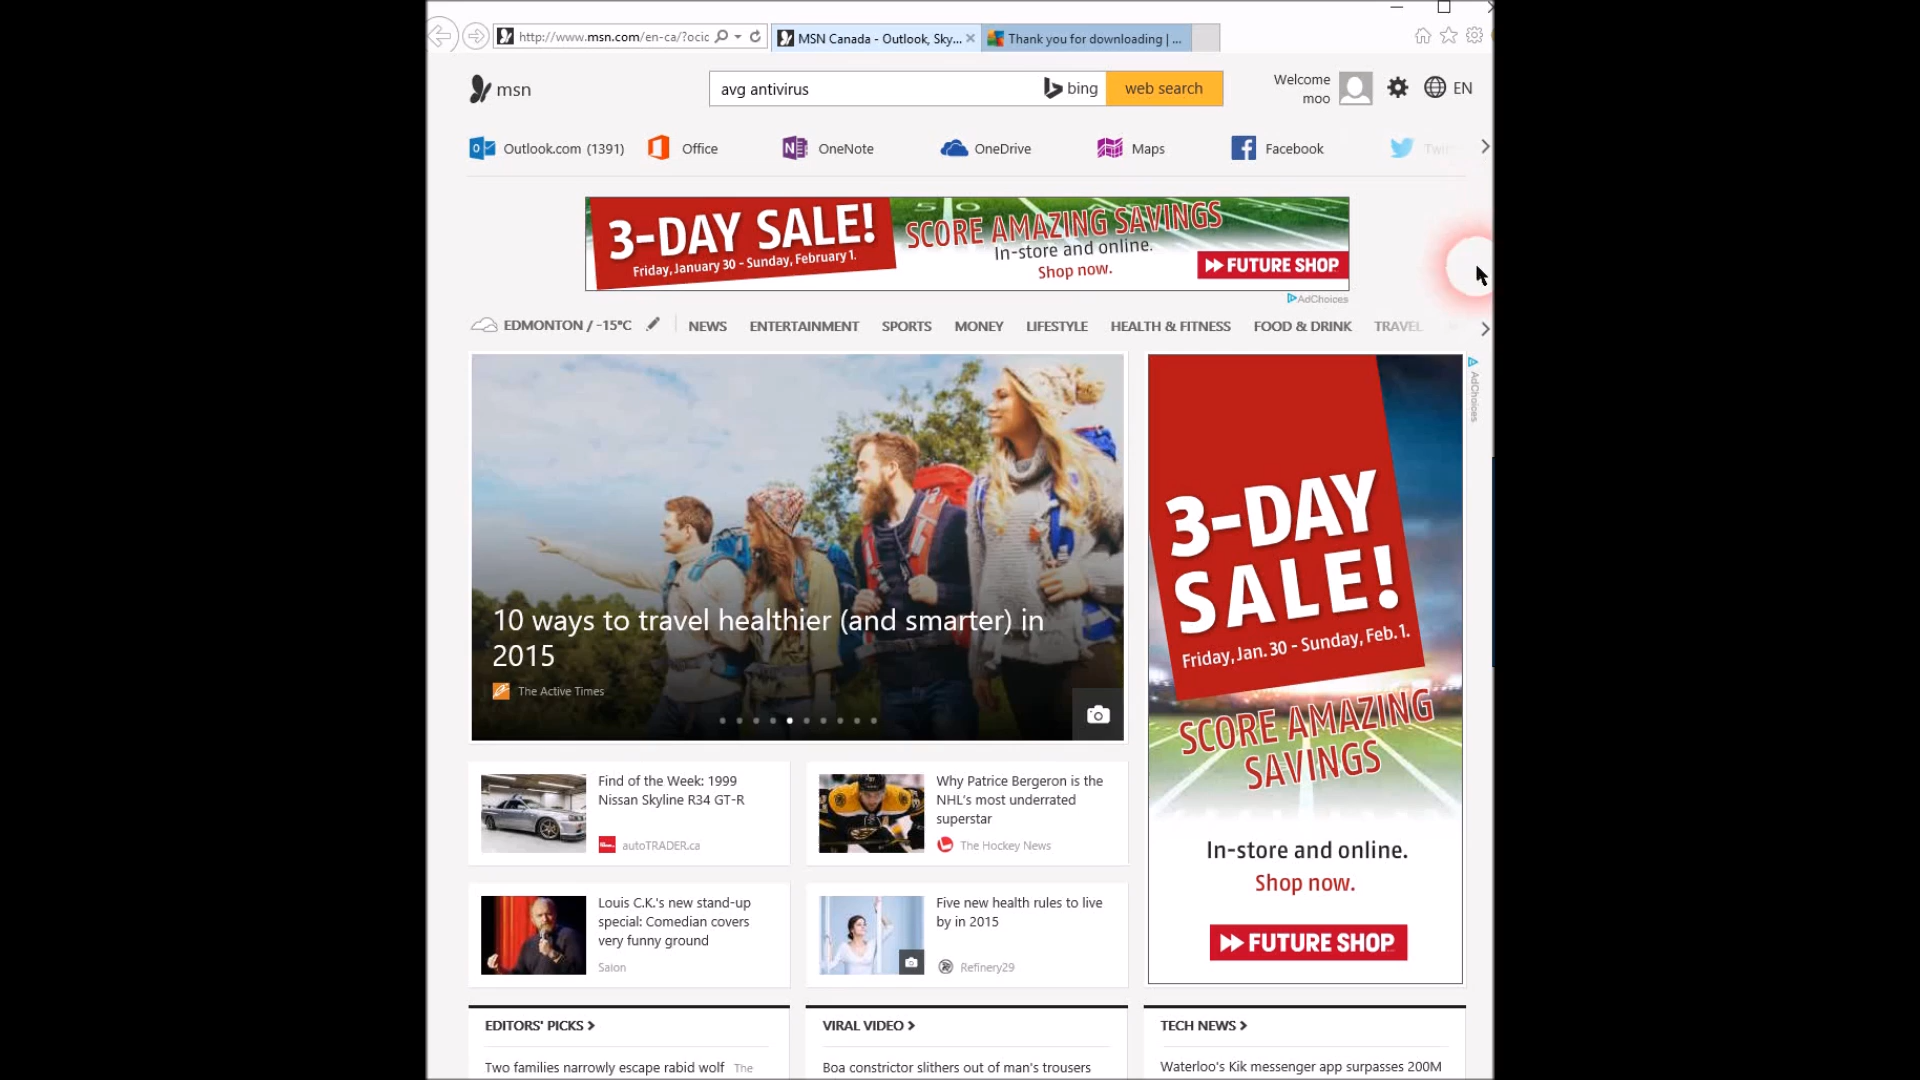 http://www.msn.com/en-ca/?ocid
MSN Canada - Outlook, Sky...
Thank you for downloading | ...
msn
avg antivirus
bing
web search
Welcome
moo
EN
Outlook.com (1391)
Office
OneNote
OneDrive
Maps
Facebook
3-DAY SALE!
Friday, January 30 - Sunday, February 1.
5 0
SCORE AMAZING SAVINGS
In-store and online.
Shop now.
FUTURE SHOP
AdChoices
EDMONTON / -15°C
NEWS
ENTERTAINMENT
SPORTS
MONEY
LIFESTYLE
HEALTH & FITNESS
FOOD & DRINK
TRAVEL
10 ways to travel healthier (and smarter) in
2015
The Active Times
AdChoices
3-DAY
SALE!
Friday, Jan. 30 - Sunday, Feb. 1.
SCORE AMAZING
SAVINGS
In-store and online.
Shop now.
FUTURE SHOP
Find of the Week: 1999
Nissan Skyline R34 GT-R
autoTRADER.ca
Why Patrice Bergeron is the
NHL's most underrated
superstar
The Hockey News
Louis C.K.'s new stand-up
special: Comedian covers
very funny ground
Salon
Five new health rules to live
by in 2015
Refinery29
EDITORS' PICKS
Two families narrowly escape rabid wolf The
VIRAL VIDEO
Boa constrictor slithers out of man's trousers
TECH NEWS
Waterloo's Kik messenger app surpasses 200M